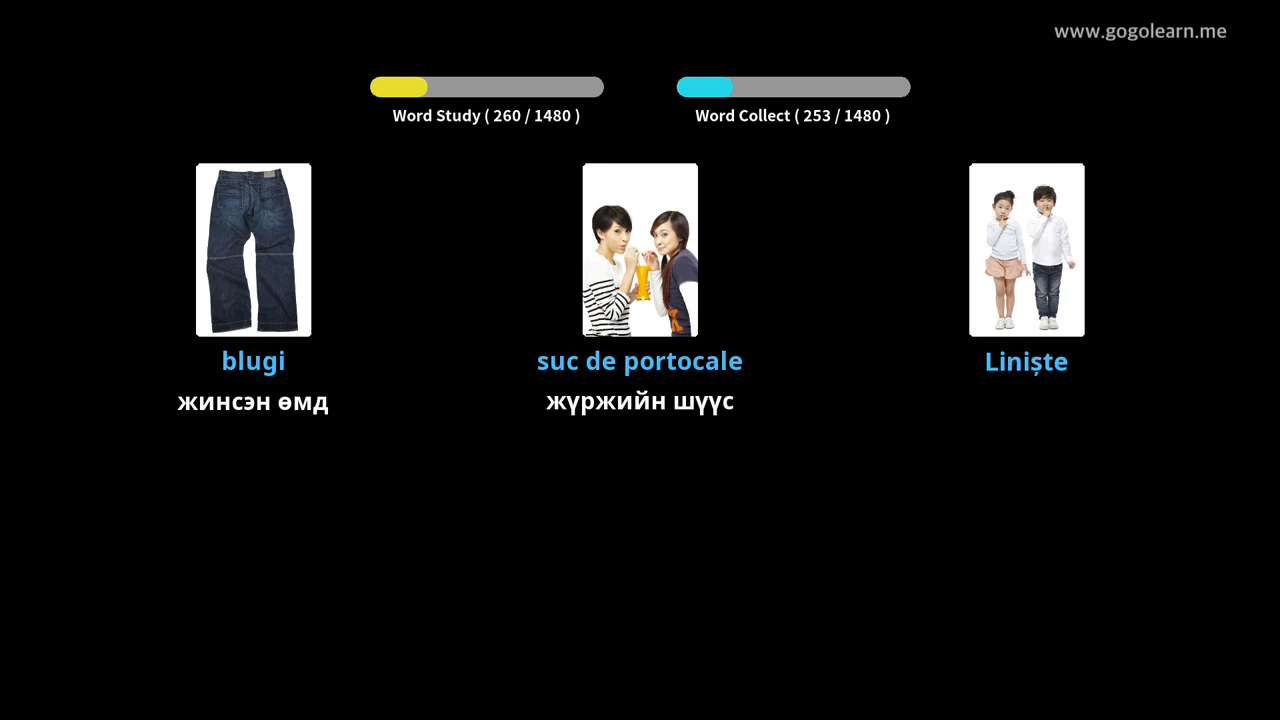 www.gogolearn.me
Word Study ( 260 / 1480 )
Word Collect ( 253 / 1480 )
blugi
suc de portocale
Liniște
жинсэн өмд
жүржийн шүүс